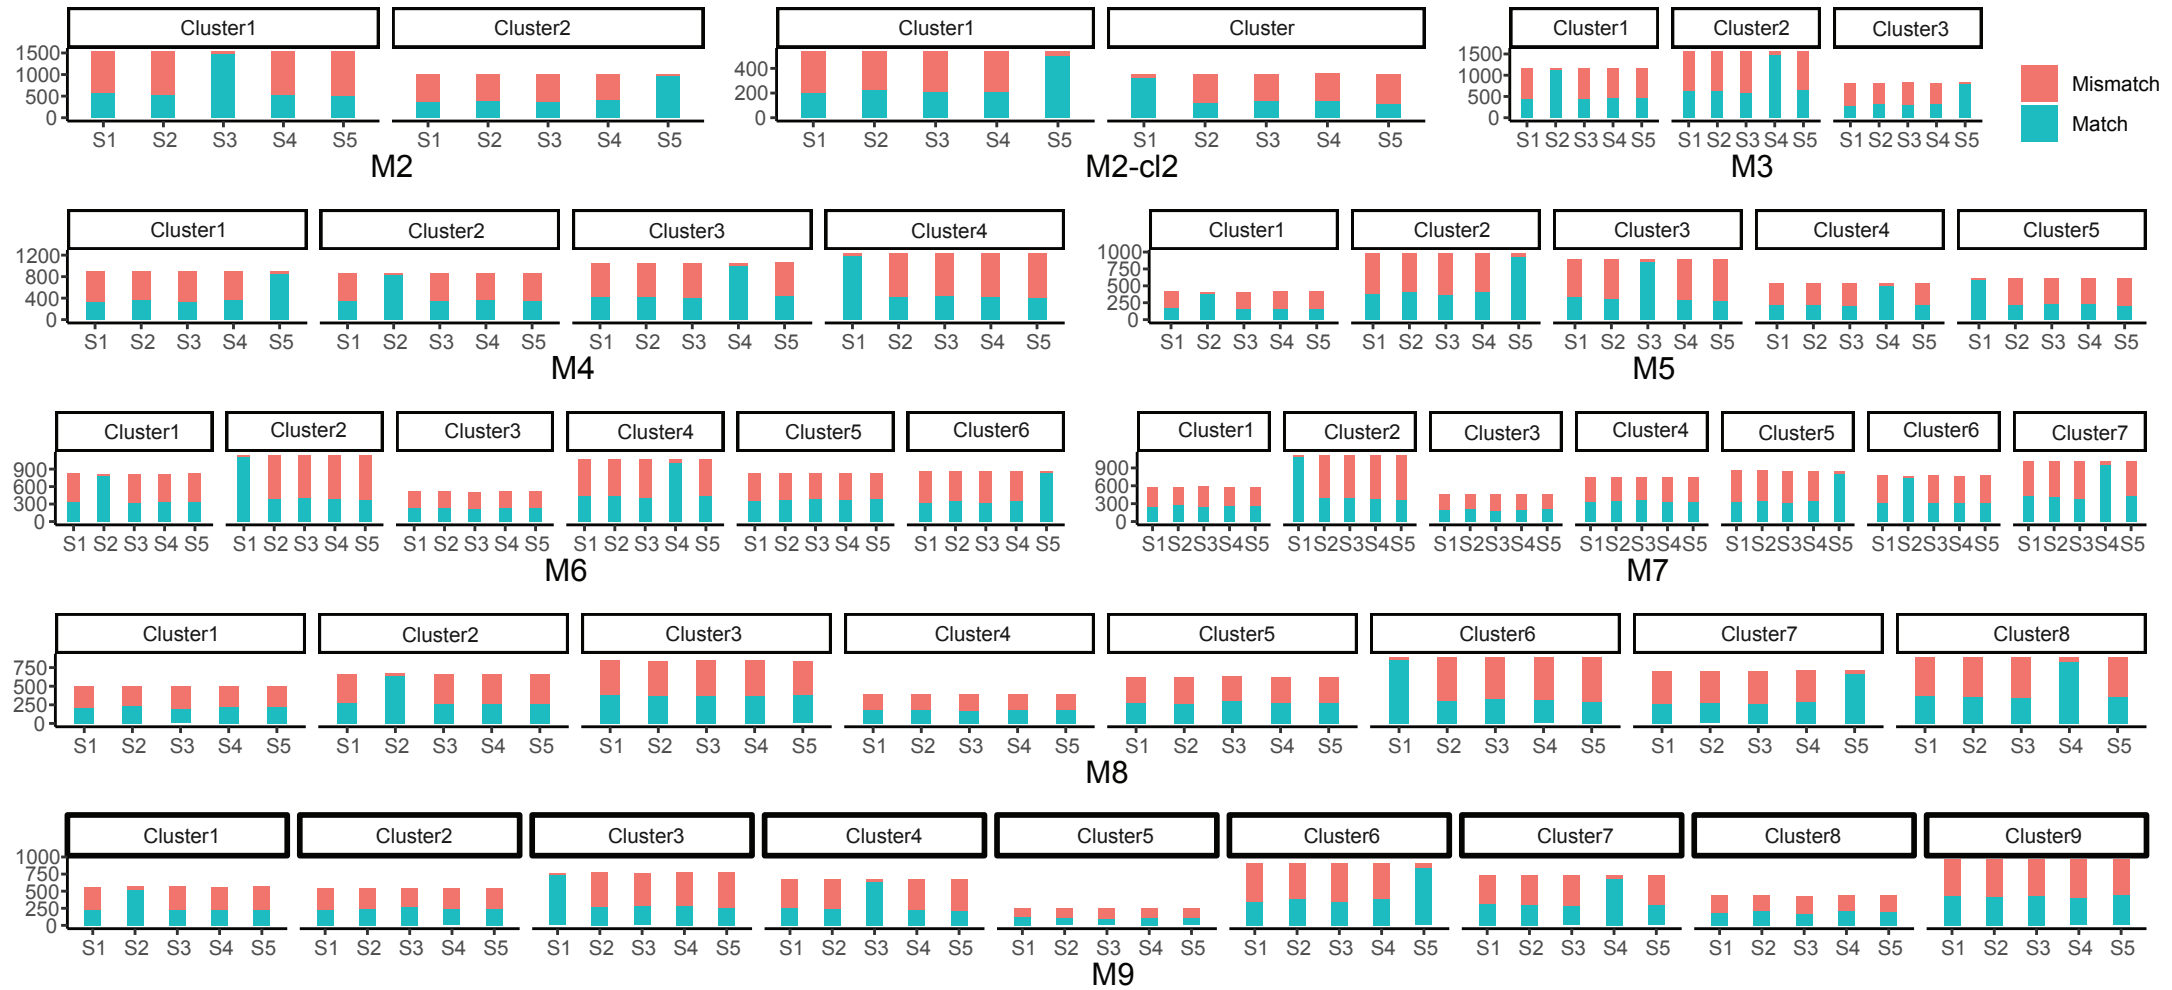 Cluster1 Cluster2 Cluster1 Cluster Cluster1 Cluster2 Cluster3
1500
1000
500
0
400
200
0
1500
1000
500
0
Mismatch
Match
S1 S2 S3 S4 S5 S1 S2 S3 S4 S5 S1 S2 S3 S4 S5 S1 S2 S3 S4 S5 S1 S2 S3 S4 S5 S1 S2 S3 S4 S5 S1 S2 S3 S4 S5
M2 M2-cl2 M3
Cluster1 Cluster2 Cluster3 Cluster4 Cluster1 Cluster2 Cluster3 Cluster4 Cluster5
1200
800
400
0
1000
750
500
250
0
S1 S2 S3 S4 S5 S1 S2 S3 S4 S5 S1 S2 S3 S4 S5 S1 S2 S3 S4 S5 S1 S2 S3 S4 S5 S1 S2 S3 S4 S5 S1 S2 S3 S4 S5 S1 S2 S3 S4 S5 S1 S2 S3 S4 S5
M4 M5
Cluster1 Cluster2 Cluster3 Cluster4 Cluster5 Cluster6 Cluster1 Cluster2 Cluster3 Cluster4 Cluster5 Cluster6 Cluster7
900
600
300
0
900
600
300
0
S1 S2 S3 S4 S5 S1 S2 S3 S4 S5 S1 S2 S3 S4 S5 S1 S2 S3 S4 S5 S1 S2 S3 S4 S5 S1 S2 S3 S4 S5 S1S2S3S4S5 S1S2S3S4S5 S1S2S3S4S5 S1S2S3S4S5 S1S2S3S4S5 S1S2S3S4S5 S1S2S3S4S5
M6 M7
Cluster1 Cluster2 Cluster3 Cluster4 Cluster5 Cluster6 Cluster7 Cluster8
750
500
250
0
S1 S2 S3 S4 S5 S1 S2 S3 S4 S5 S1 S2 S3 S4 S5 S1 S2 S3 S4 S5 S1 S2 S3 S4 S5 S1 S2 S3 S4 S5 S1 S2 S3 S4 S5 S1 S2 S3 S4 S5
M8
Cluster1 Cluster2 Cluster3 Cluster4 Cluster5 Cluster6 Cluster7 Cluster8 Cluster9
1000
750
500
250
0
S1 S2 S3 S4 S5 S1 S2 S3 S4 S5 S1 S2 S3 S4 S5 S1 S2 S3 S4 S5 S1 S2 S3 S4 S5 S1 S2 S3 S4 S5 S1 S2 S3 S4 S5 S1 S2 S3 S4 S5 S1 S2 S3 S4 S5
M9